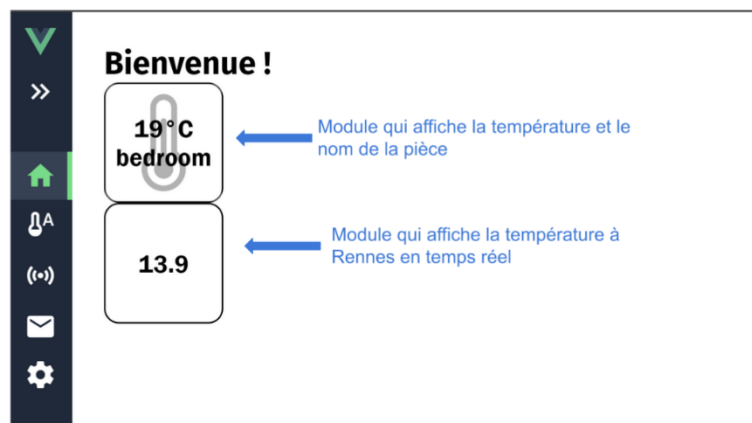 Bienvenue !
19°C
bedroom
Module qui affiche la température et le
nom de la pièce
A
13.9
Module qui affiche la température à
Rennes en temps réel